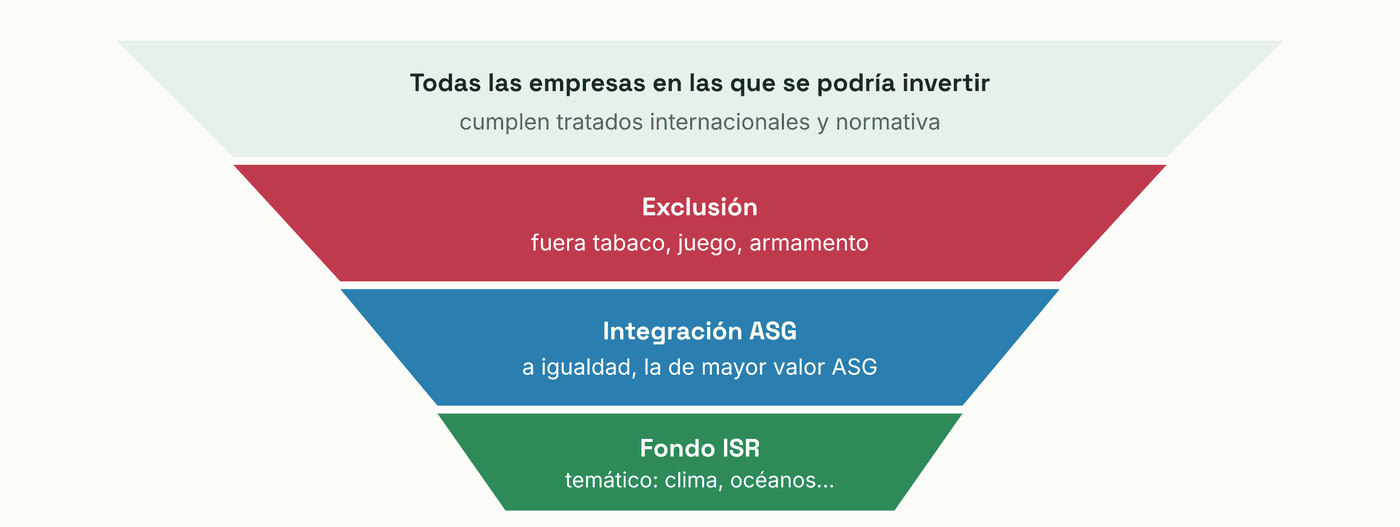 Todas las empresas en las que se podría invertir
cumplen tratados internacionales y normativa
Exclusión
fuera tabaco, juego, armamento
Integración ASG
a igualdad, la de mayor valor ASG
Fondo ISR
temático: clima, océanos...